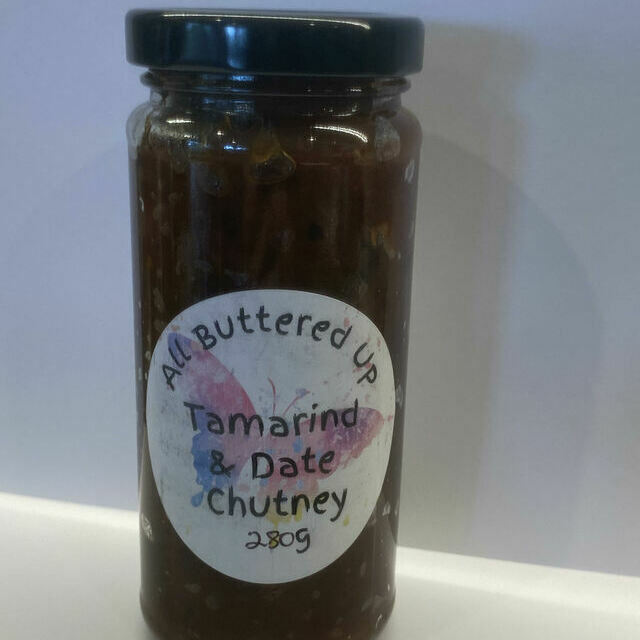 All Buttered Up
Tamarind
& Date
Chutney
280g